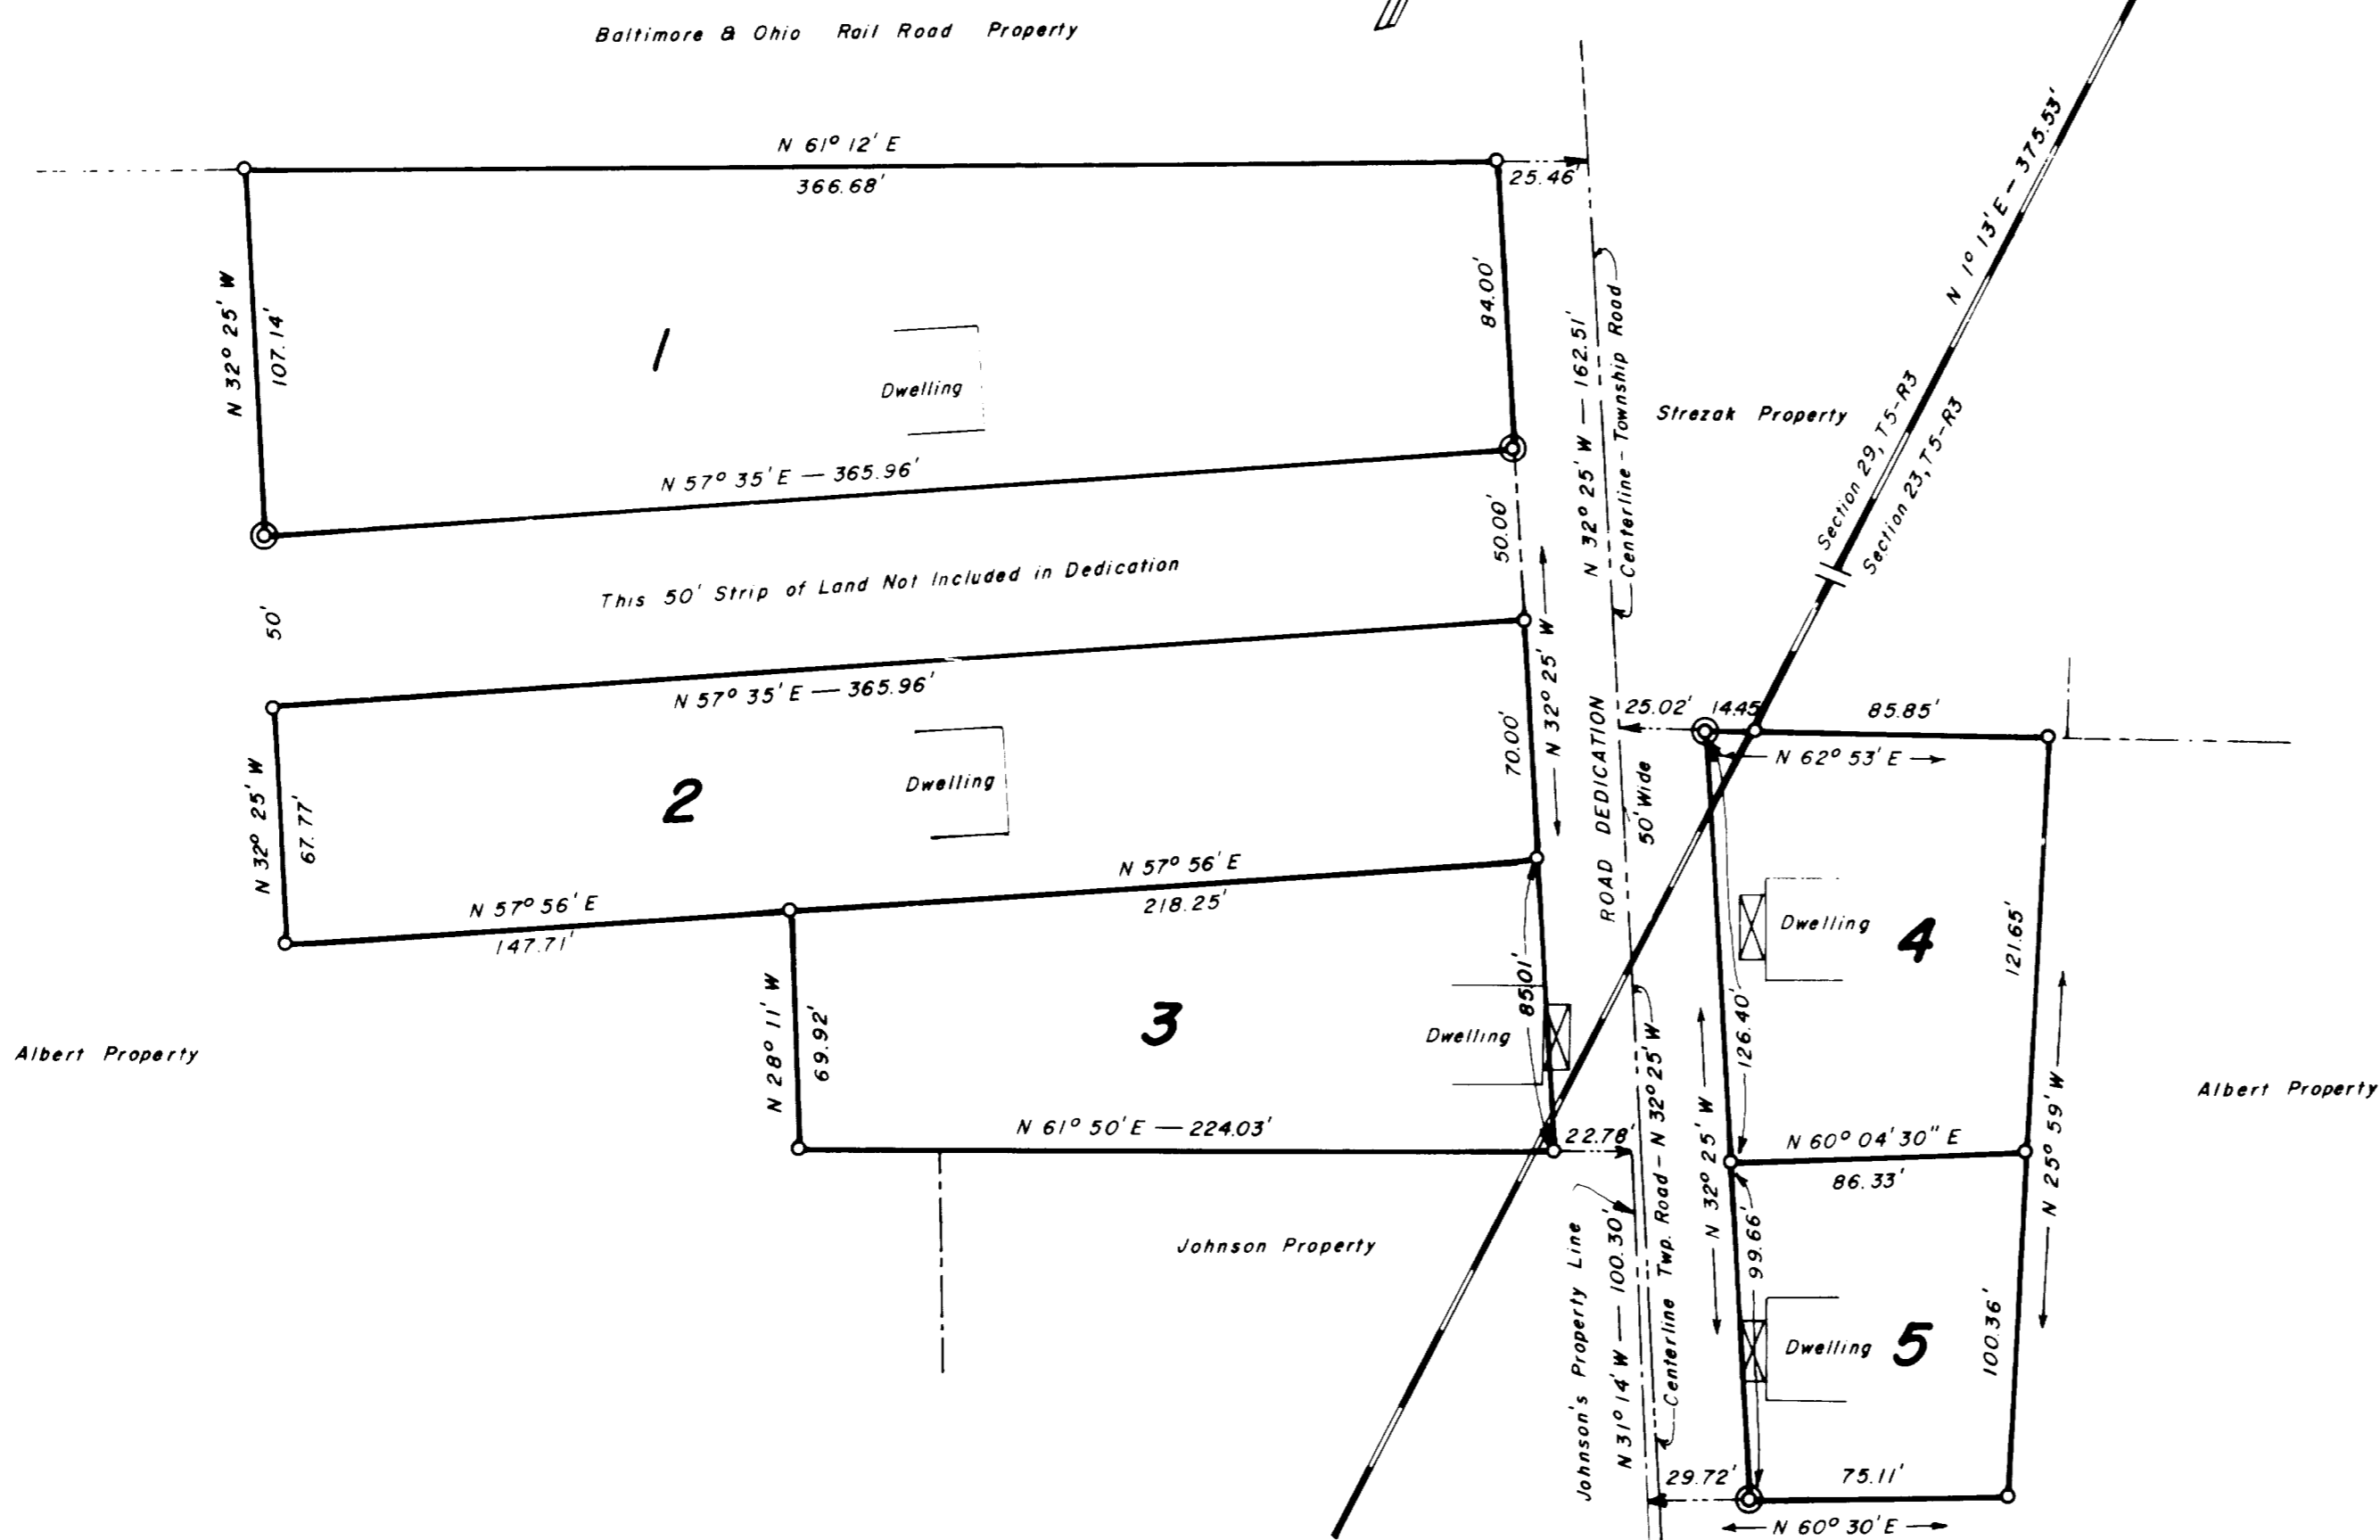 Baltimore & Ohio Rail Road Property
N 61° 12' E
366.68'
25.46'
N 32° 25' W
107.14'
1
Dwelling
84.00'
N 57° 35' E — 365.96'
50.00'
50'
This 50' Strip of Land Not Included in Dedication
N 32° 25' W — 162.51'
Centerline - Township Road
Strezak Property
N 1° 13' E — 375.53'
Section 29, T5-R3
Section 23, T5-R3
N 57° 35' E — 365.96'
N 32° 25' W
67.77'
2
Dwelling
70.00'
N 32° 25' W
ROAD DEDICATION
50' Wide
25.02'
14.45'
85.85'
N 62° 53' E
N 57° 56' E
147.71'
N 57° 56' E
218.25'
N 28° 11' W
69.92'
3
Dwelling
85.01'
N 61° 50' E — 224.03'
22.78'
Albert Property
Johnson Property
Johnson's Property Line
N 31° 14' W — 100.30'
Centerline Twp. Road - N 32° 25' W
N 32° 25' W
126.40'
Dwelling
4
121.65'
N 60° 04' 30" E
86.33'
N 25° 59' W
Albert Property
99.66'
Dwelling
5
100.36'
29.72'
75.11'
N 60° 30' E